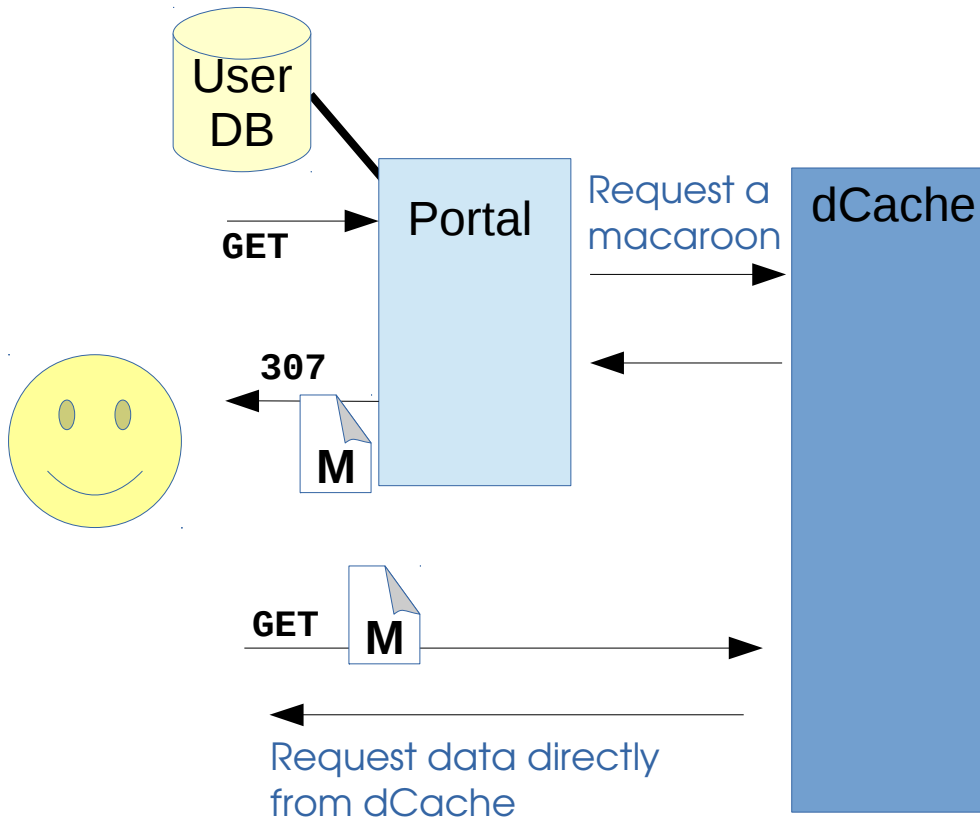 User
DB
Portal
dCache
Request a
macaroon
GET
307
M
GET
M
Request data directly
from dCache